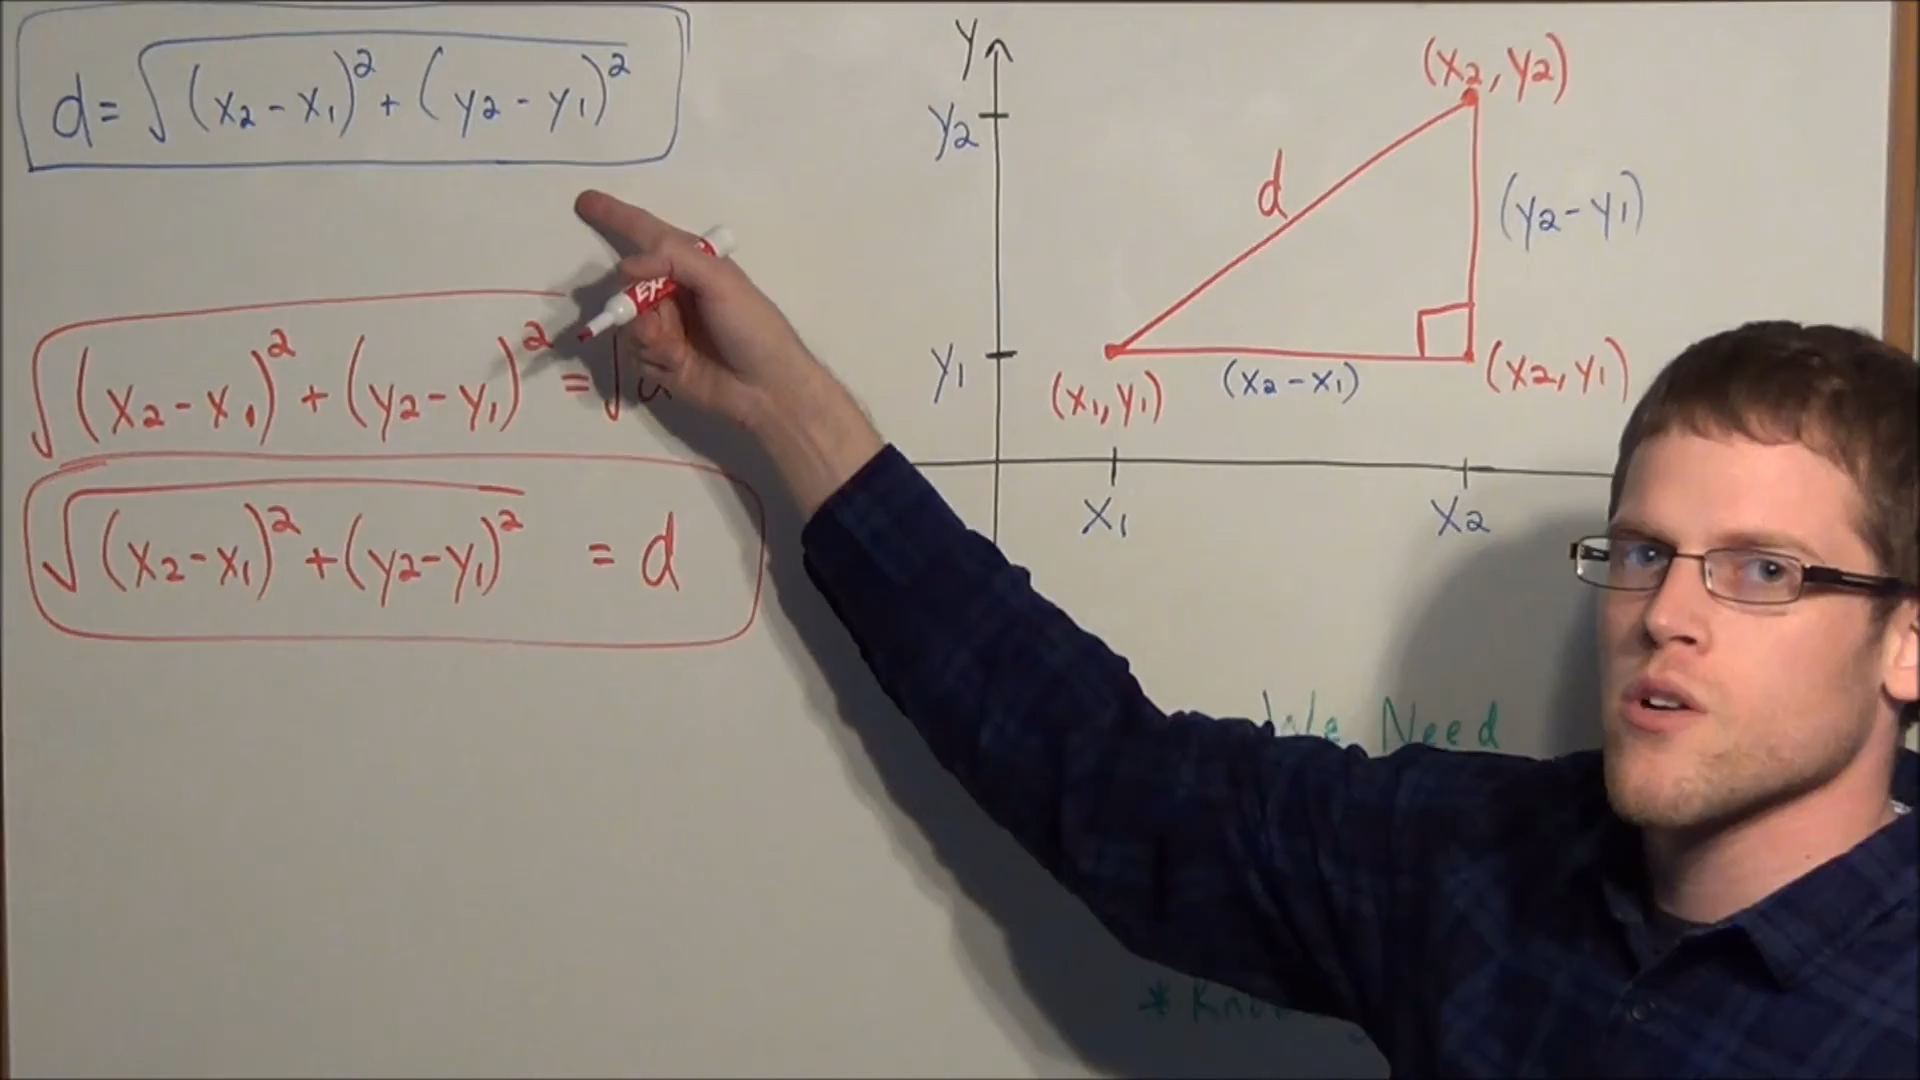 d = √(x2 - x1)² + (y2 - y1)²
√(x2 - x1)² + (y2 - y1)² = √
√(x2 - x1)² + (y2 - y1)² = d
Y
y2
y1
(x2, y2)
d
(y2 - y1)
(x1, y1)
(x2 - x1)
(x2, y1)
x1
x2
We Need
*